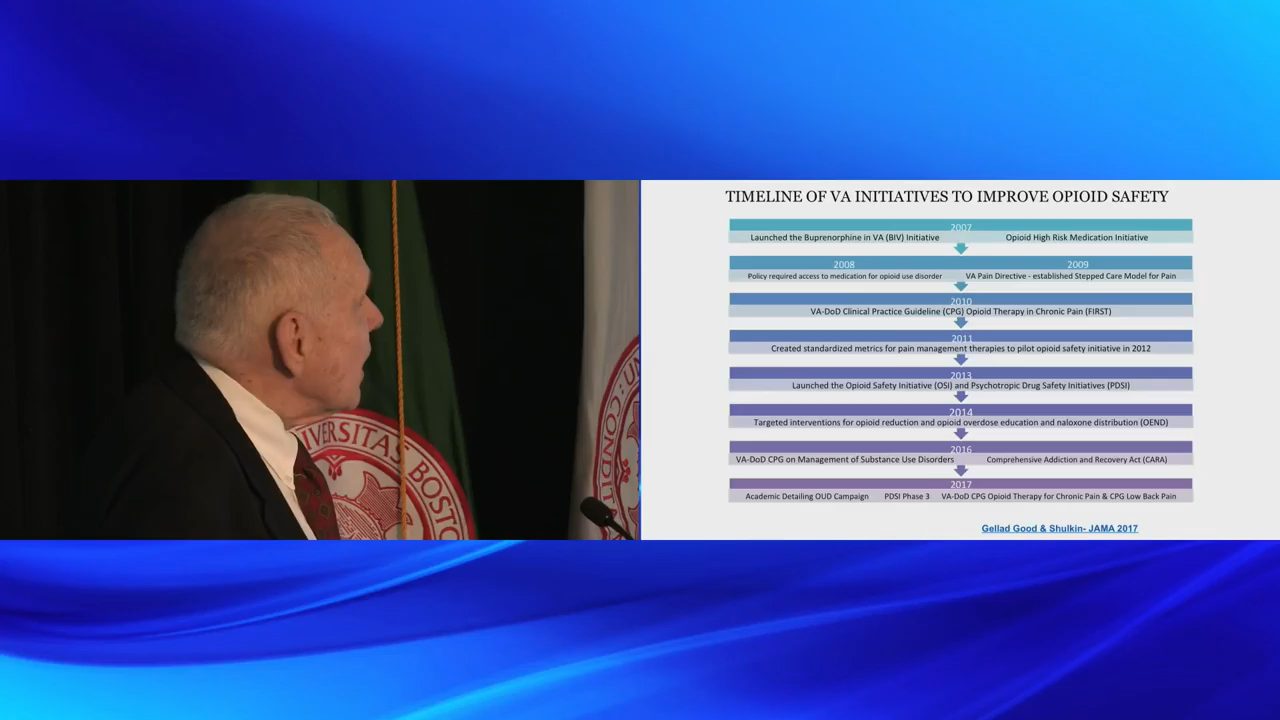 TIMELINE OF VA INITIATIVES TO IMPROVE OPIOID SAFETY
2007
Launched the Buprenorphine in VA (BIV) Initiative Opioid High Risk Medication Initiative
2008 2009
Policy required access to medication for opioid use disorder VA Pain Directive - established Stepped Care Model for Pain
2010
VA-DoD Clinical Practice Guideline (CPG) Opioid Therapy in Chronic Pain (FIRST)
2011
Created standardized metrics for pain management therapies to pilot opioid safety initiative in 2012
2013
Launched the Opioid Safety Initiative (OSI) and Psychotropic Drug Safety Initiatives (PDSI)
2014
Targeted interventions for opioid reduction and opioid overdose education and naloxone distribution (OEND)
2016
VA-DoD CPG on Management of Substance Use Disorders Comprehensive Addiction and Recovery Act (CARA)
2017
Academic Detailing OUD Campaign PDSI Phase 3 VA-DoD CPG Opioid Therapy for Chronic Pain & CPG Low Back Pain
Gellad Good & Shulkin- JAMA 2017
VERSITAS BOST
CONDIT